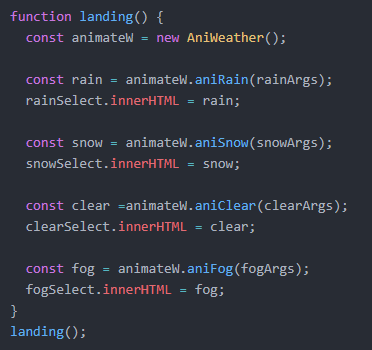 function landing() {
  const animateW = new AniWeather();

  const rain = animateW.aniRain(rainArgs);
  rainSelect.innerHTML = rain;

  const snow = animateW.aniSnow(snowArgs);
  snowSelect.innerHTML = snow;

  const clear =animateW.aniClear(clearArgs);
  clearSelect.innerHTML = clear;

  const fog = animateW.aniFog(fogArgs);
  fogSelect.innerHTML = fog;
}
landing();